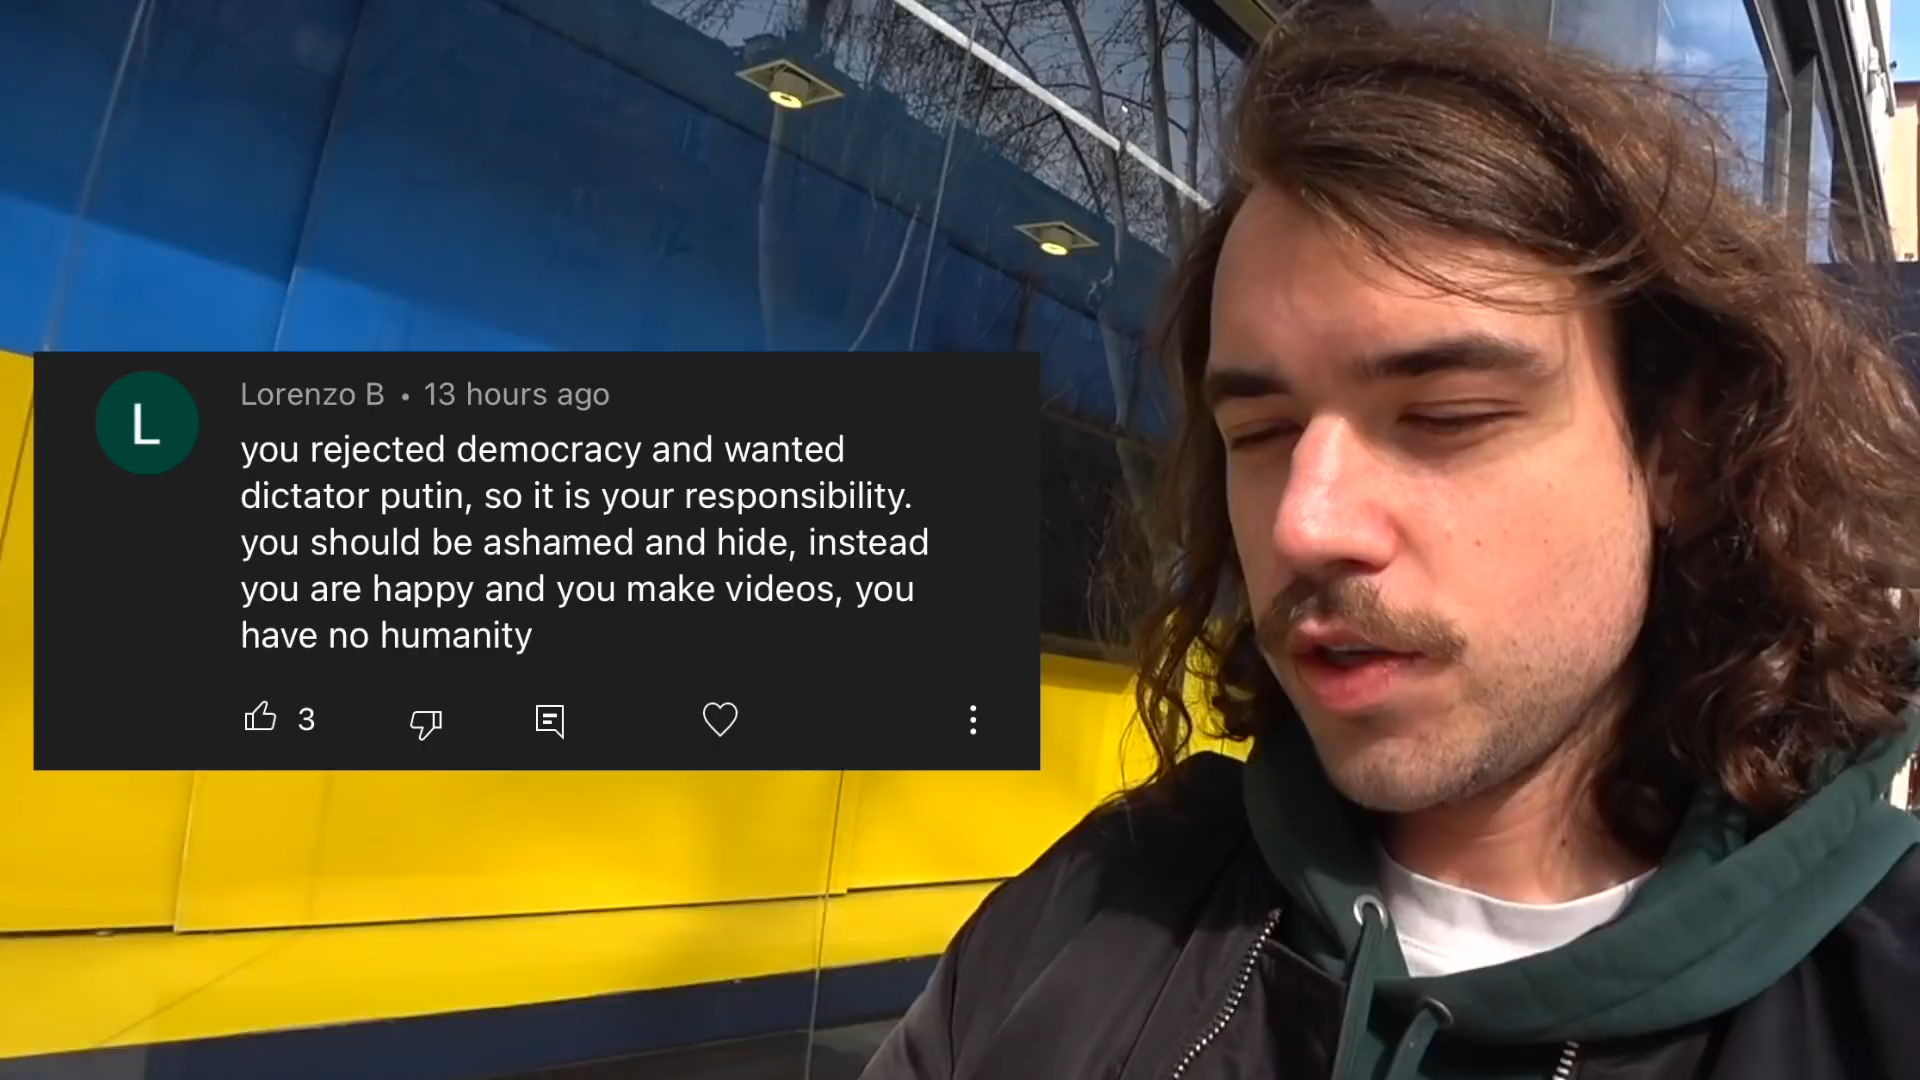 L
Lorenzo B • 13 hours ago
you rejected democracy and wanted
dictator putin, so it is your responsibility.
you should be ashamed and hide, instead
you are happy and you make videos, you
have no humanity
3